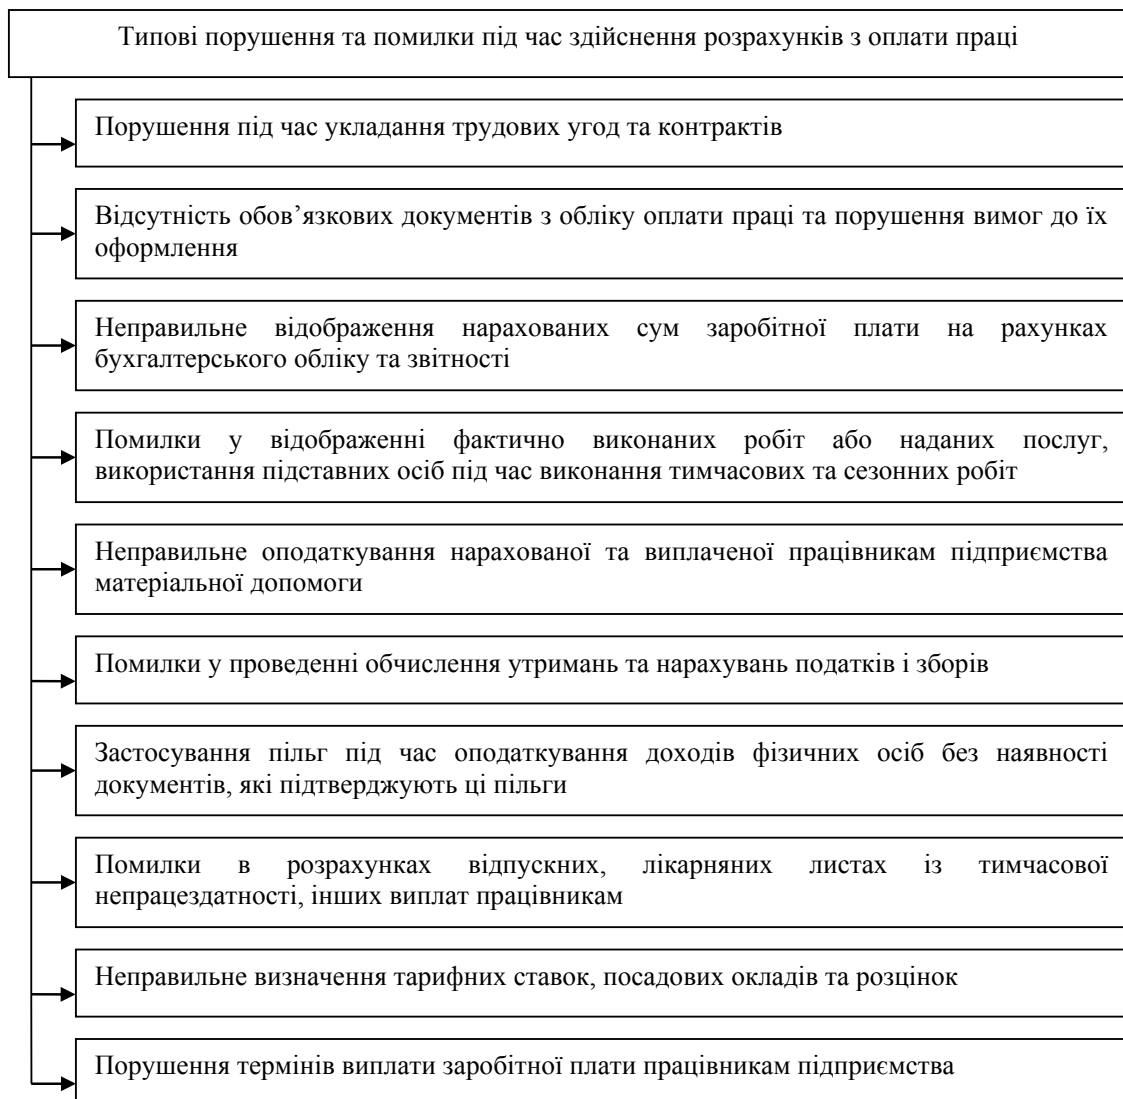 Типові порушення та помилки під час здійснення розрахунків з оплати праці
Порушення під час укладання трудових угод та контрактів
Відсутність обов’язкових документів з обліку оплати праці та порушення вимог до їх
оформлення
Неправильне відображення нарахованих сум заробітної плати на рахунках
бухгалтерського обліку та звітності
Помилки у відображенні фактично виконаних робіт або наданих послуг,
використання підставних осіб під час виконання тимчасових та сезонних робіт
Неправильне оподаткування нарахованої та виплаченої працівникам підприємства
матеріальної допомоги
Помилки у проведенні обчислення утримань та нарахувань податків і зборів
Застосування пільг під час оподаткування доходів фізичних осіб без наявності
документів, які підтверджують ці пільги
Помилки в розрахунках відпускних, лікарняних листах із тимчасової
непрацездатності, інших виплат працівникам
Неправильне визначення тарифних ставок, посадових окладів та розцінок
Порушення термінів виплати заробітної плати працівникам підприємства